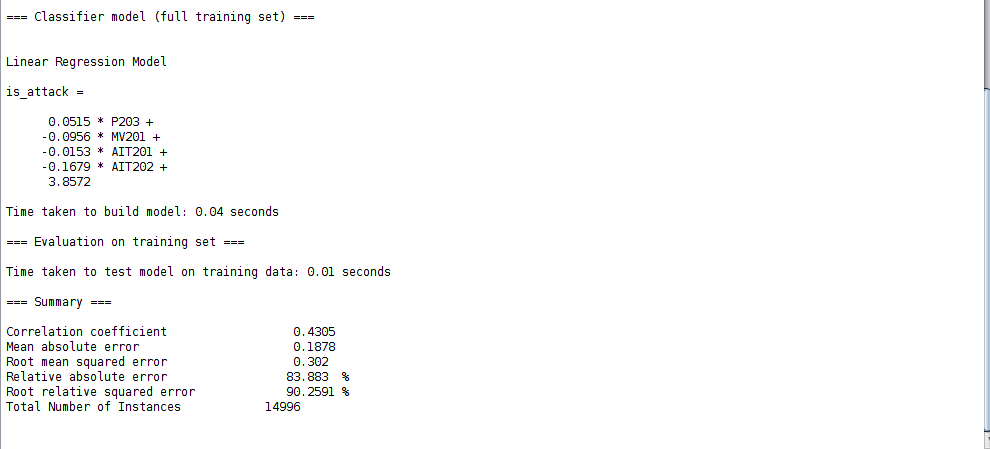 === Classifier model (full training set) ===
Linear Regression Model
is_attack =
0.0515 * P203 +
-0.0956 * MV201 +
-0.0153 * AIT201 +
-0.1679 * AIT202 +
3.8572
Time taken to build model: 0.04 seconds
=== Evaluation on training set ===
Time taken to test model on training data: 0.01 seconds
=== Summary ===
Correlation coefficient 0.4305
Mean absolute error 0.1878
Root mean squared error 0.302
Relative absolute error 83.883 %
Root relative squared error 90.2591 %
Total Number of Instances 14996